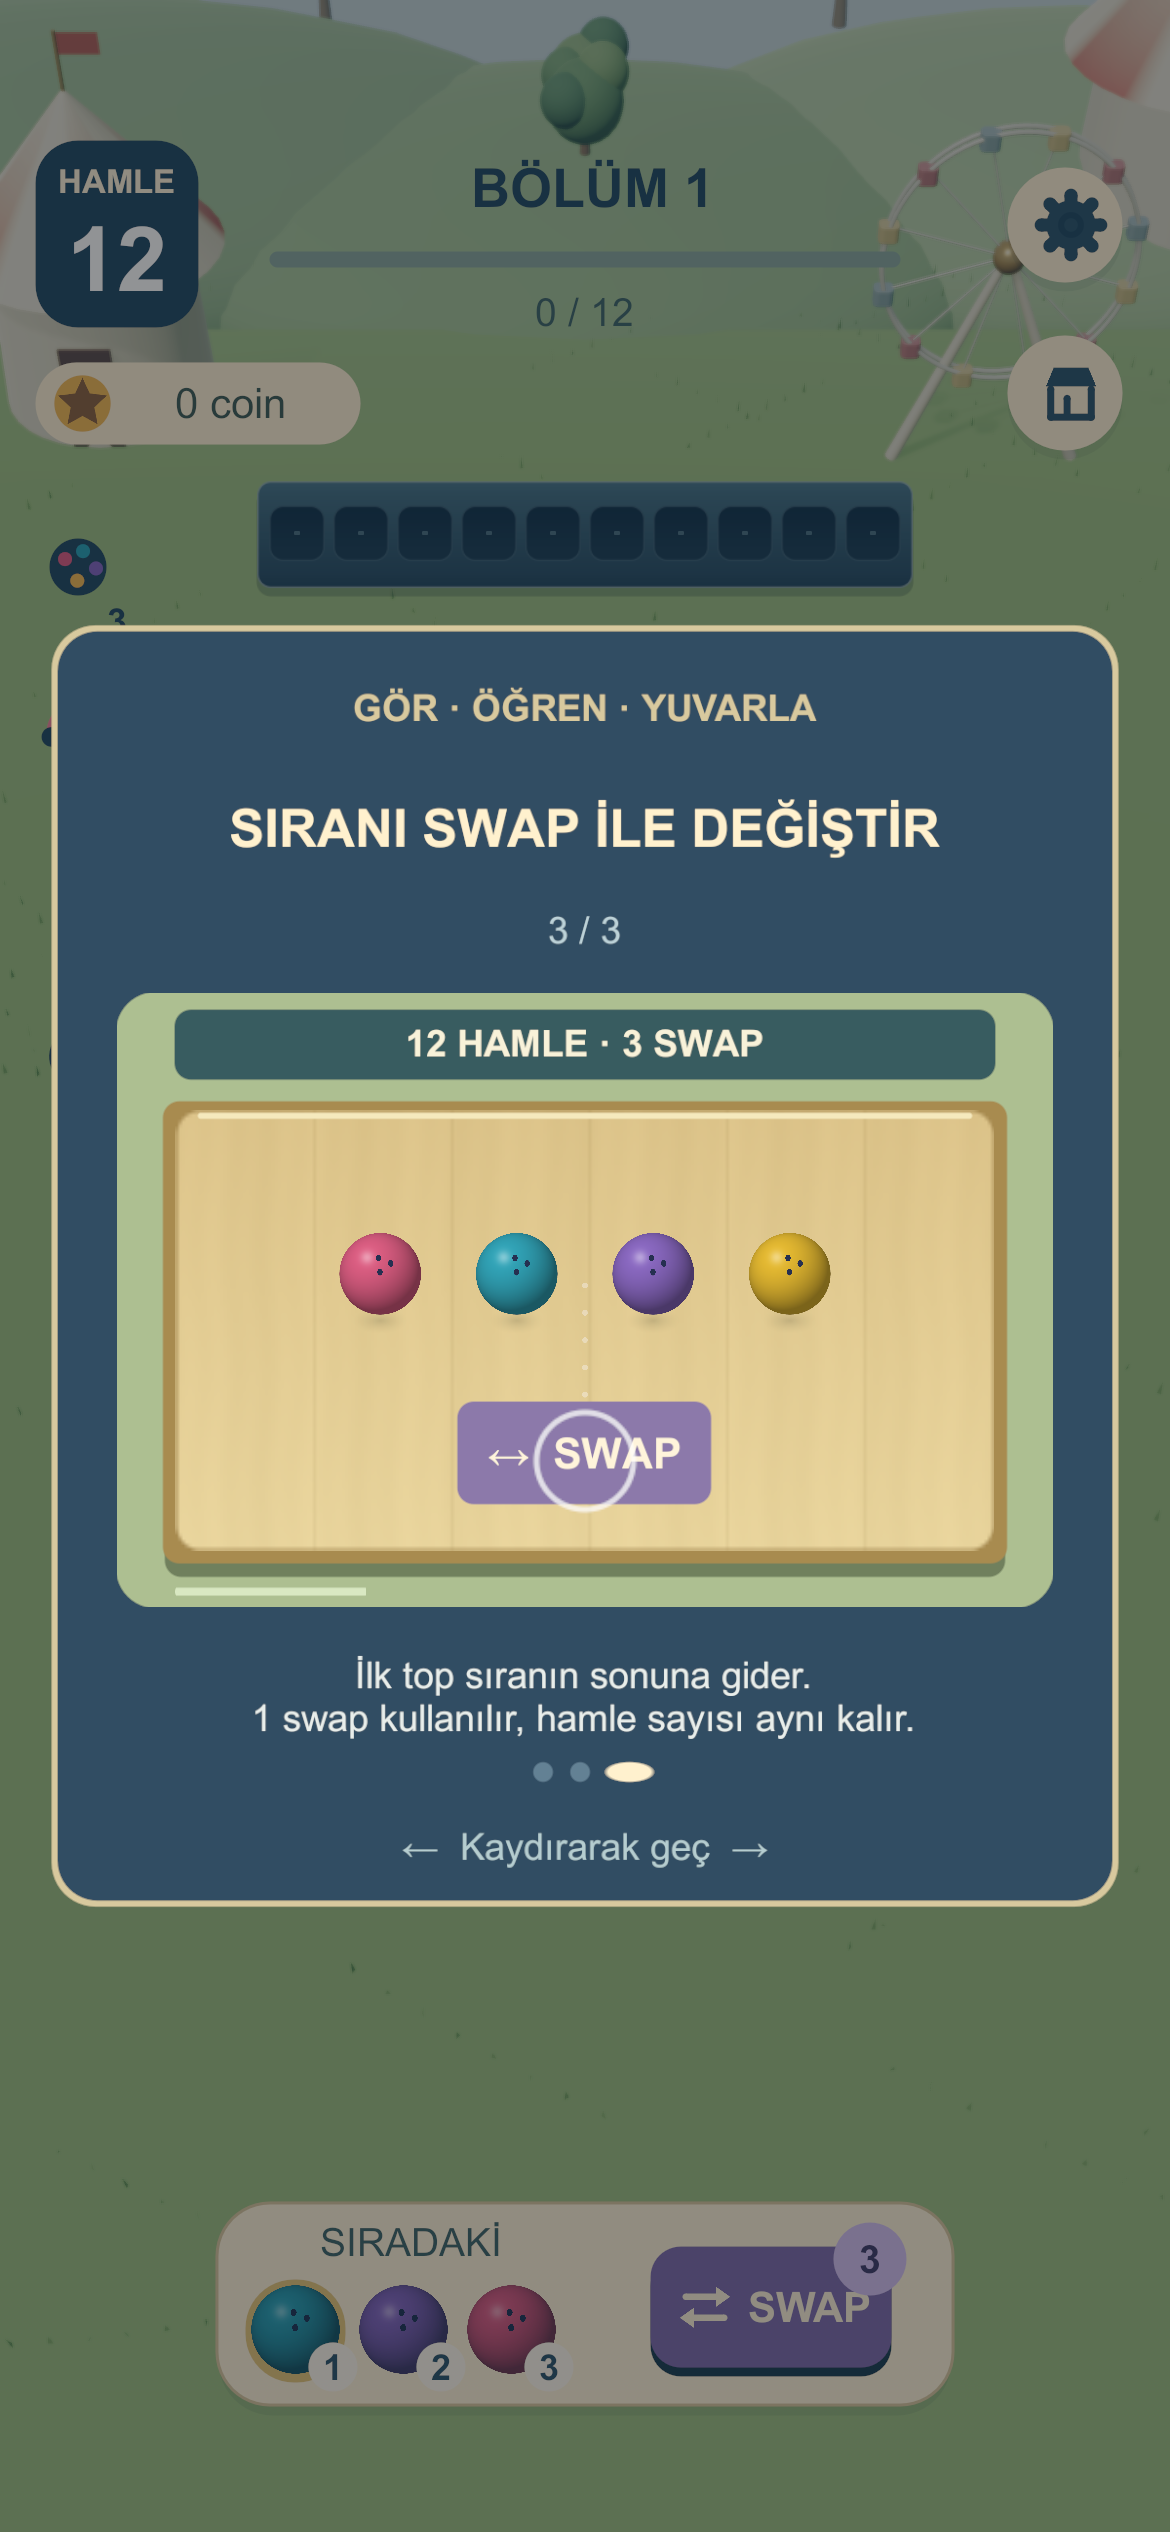 HAMLE
12
BÖLÜM 1
0 / 12
0 coin
3
GÖR · ÖĞREN · YUVARLA
SIRANI SWAP İLE DEĞİŞTİR
3 / 3
12 HAMLE · 3 SWAP
↔ SWAP
İlk top sıranın sonuna gider.
1 swap kullanılır, hamle sayısı aynı kalır.
← Kaydırarak geç →
SIRADAKİ
1
2
3
SWAP
3